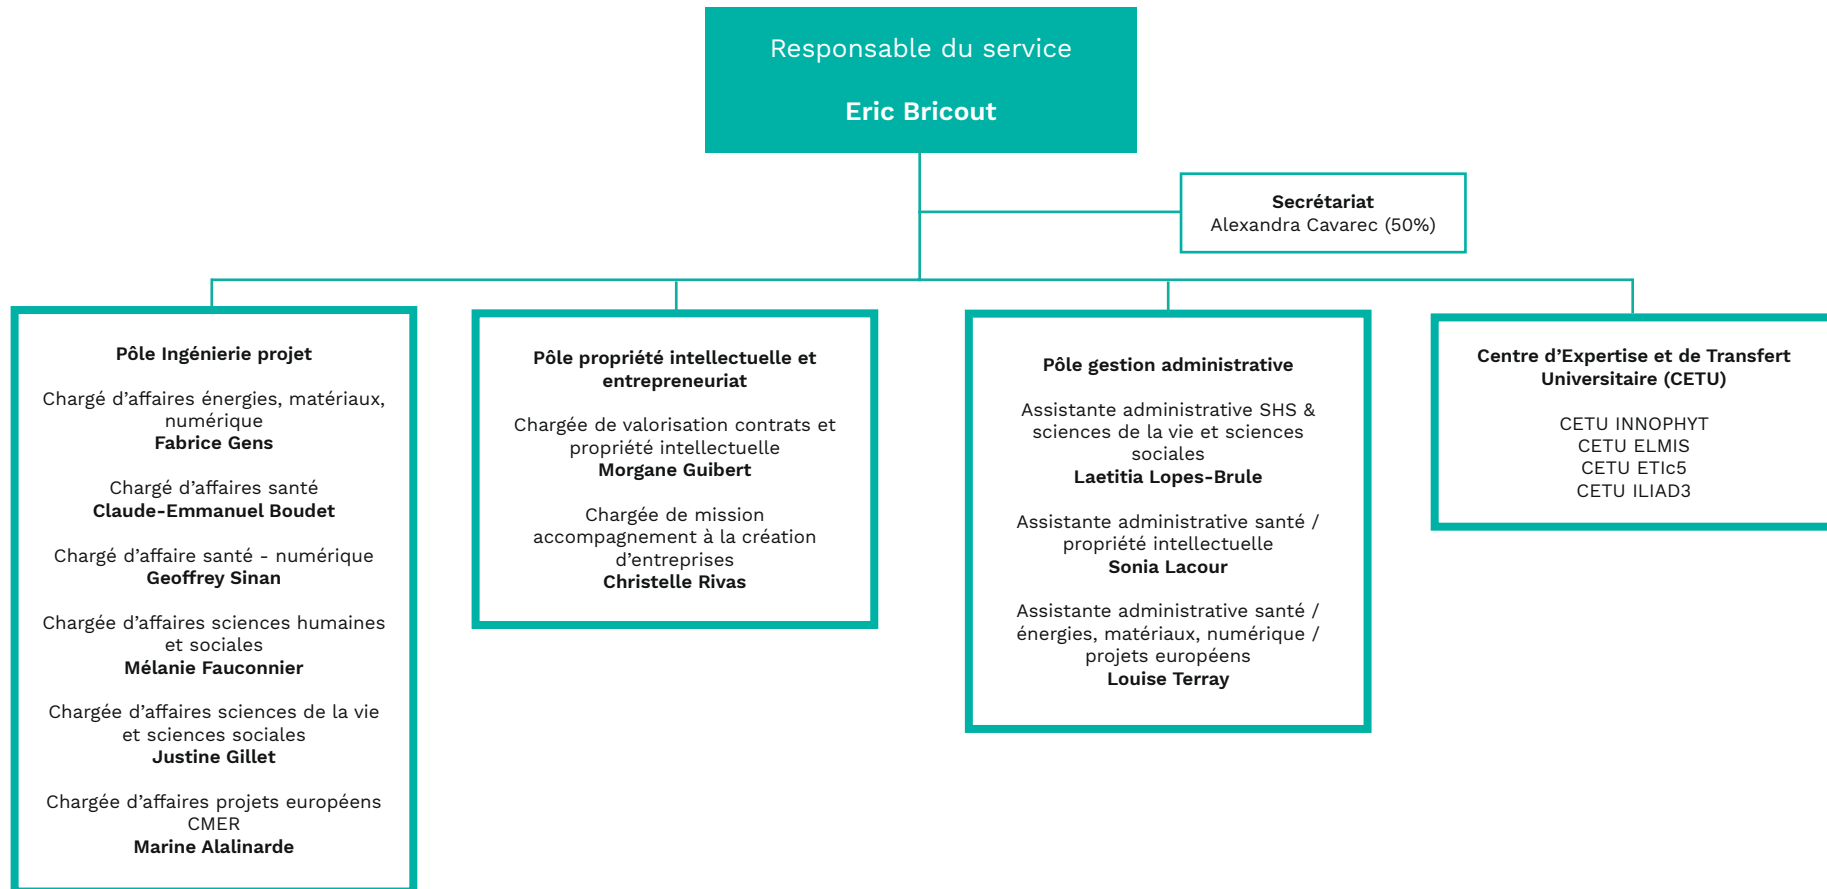 Responsable du service
Eric Bricout
Secrétariat
Alexandra Cavarec (50%)
Pôle Ingénierie projet
Chargé d’affaires énergies, matériaux,
numérique
Fabrice Gens
Chargé d’affaires santé
Claude-Emmanuel Boudet
Chargé d’affaire santé - numérique
Geoffrey Sinan
Chargée d’affaires sciences humaines
et sociales
Mélanie Fauconnier
Chargée d’affaires sciences de la vie
et sciences sociales
Justine Gillet
Chargée d’affaires projets européens
CMER
Marine Alalinarde
Pôle propriété intellectuelle et
entrepreneuriat
Chargée de valorisation contrats et
propriété intellectuelle
Morgane Guibert
Chargée de mission
accompagnement à la création
d’entreprises
Christelle Rivas
Pôle gestion administrative
Assistante administrative SHS &
sciences de la vie et sciences
sociales
Laetitia Lopes-Brule
Assistante administrative santé /
propriété intellectuelle
Sonia Lacour
Assistante administrative santé /
énergies, matériaux, numérique /
projets européens
Louise Terray
Centre d’Expertise et de Transfert
Universitaire (CETU)
CETU INNOPHYT
CETU ELMIS
CETU ETIc5
CETU ILIAD3